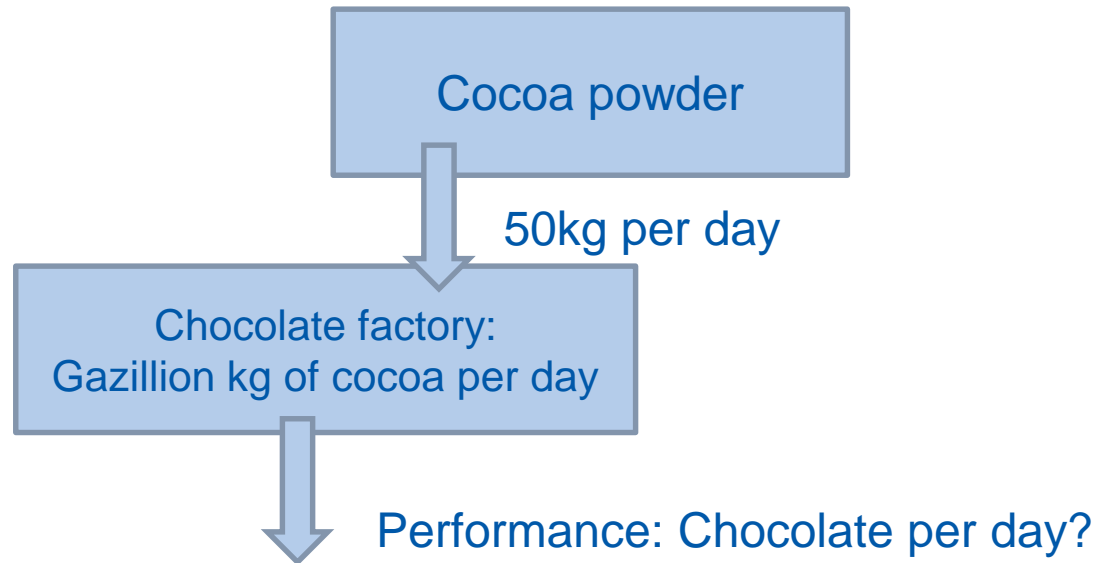 Cocoa powder
50kg per day
Chocolate factory:
Gazillion kg of cocoa per day
Performance: Chocolate per day?